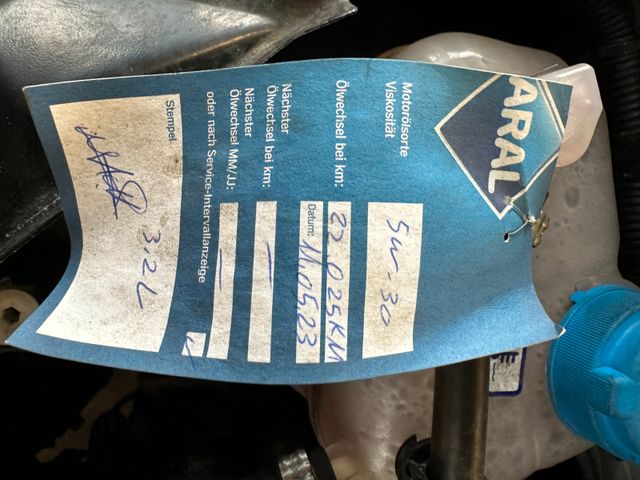 ARAL
Motorölsorte
Viskosität
5W-30
Ölwechsel bei km:
27.025KM
Datum:
11.05.23
Nächster
Ölwechsel bei km:
—
Nächster
Ölwechsel MM/JJ:
—
oder nach Service-Intervallanzeige
Stempel
3,2L